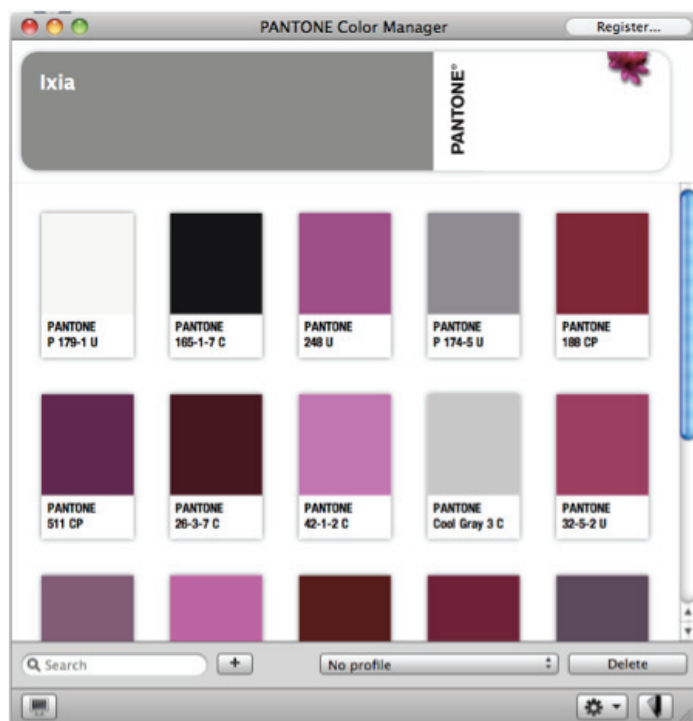 PANTONE Color Manager
Register...
Ixia
PANTONE®
PANTONE
P 179-1 U
PANTONE
165-1-7 C
PANTONE
248 U
PANTONE
P 174-5 U
PANTONE
188 CP
PANTONE
511 CP
PANTONE
26-3-7 C
PANTONE
42-1-2 C
PANTONE
Cool Gray 3 C
PANTONE
32-5-2 U
Search
+
No profile
Delete